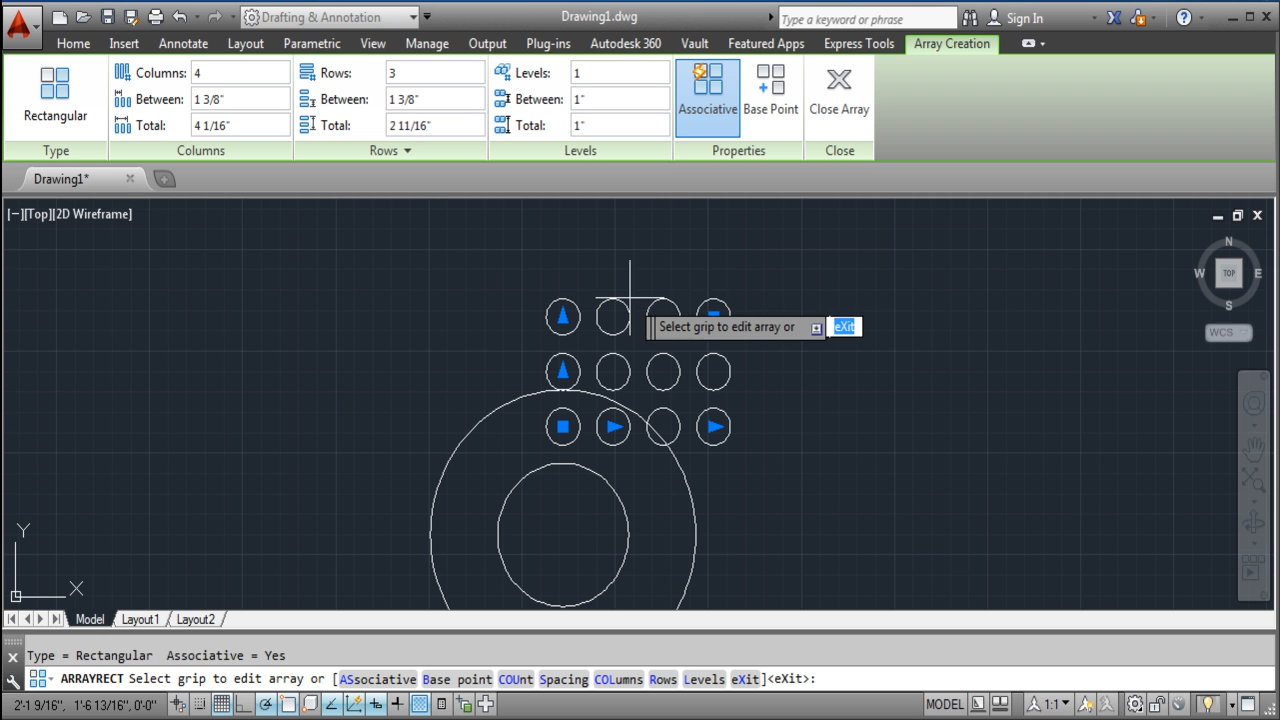 Drafting & Annotation
Drawing1.dwg
Type a keyword or phrase
Sign In
Home Insert Annotate Layout Parametric View Manage Output Plug-ins Autodesk 360 Vault Featured Apps Express Tools Array Creation
Columns: 4 Rows: 3 Levels: 1
Between: 1 3/8" Between: 1 3/8" Between: 1"
Total: 4 1/16" Total: 2 11/16" Total: 1"
Rectangular Associative Base Point Close Array
Type Columns Rows Levels Properties Close
Drawing1*
[−][Top][2D Wireframe]
N
W TOP E
S
WCS
Select grip to edit array or eXit
Y
X
Model Layout1 Layout2
Type = Rectangular Associative = Yes
ARRAYRECT Select grip to edit array or [ASsociative Base point COUnt Spacing COLumns Rows Levels eXit]<eXit>:
2'-1 9/16", 1'-6 13/16", 0'-0" MODEL 1:1